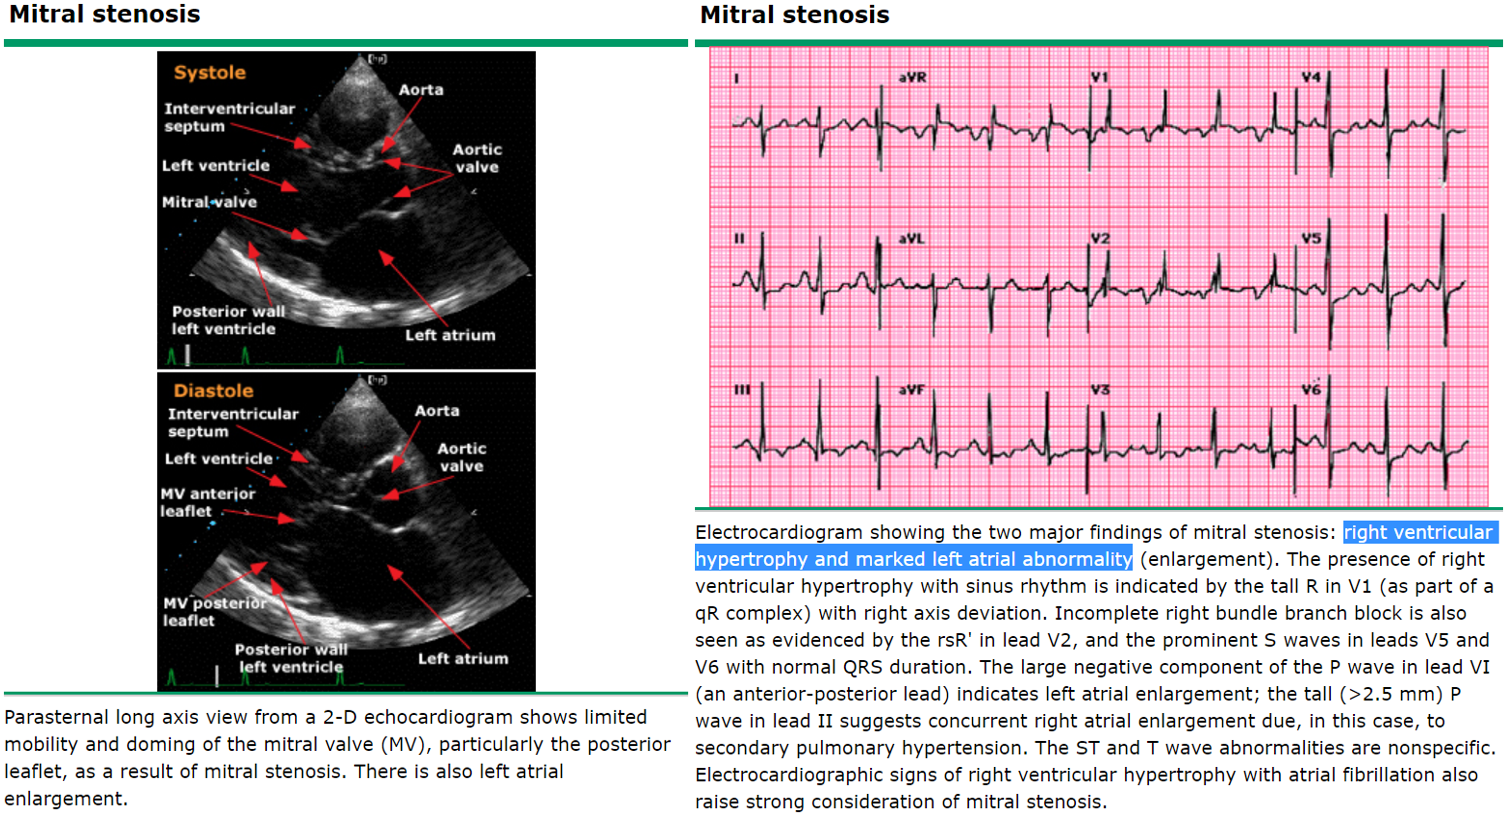 Mitral stenosis
[hp]
Systole
Interventricular
septum
Aorta
Left ventricle
Aortic
valve
Mitral valve
Posterior wall
left ventricle
Left atrium
[hp]
Diastole
Interventricular
septum
Aorta
Left ventricle
Aortic
valve
MV anterior
leaflet
MV posterior
leaflet
Posterior wall
left ventricle
Left atrium
Parasternal long axis view from a 2-D echocardiogram shows limited
mobility and doming of the mitral valve (MV), particularly the posterior
leaflet, as a result of mitral stenosis. There is also left atrial
enlargement.
Mitral stenosis
I aVR V1 V4
II aVL V2 V5
III aVF V3 V6
Electrocardiogram showing the two major findings of mitral stenosis: right ventricular
hypertrophy and marked left atrial abnormality (enlargement). The presence of right
ventricular hypertrophy with sinus rhythm is indicated by the tall R in V1 (as part of a
qR complex) with right axis deviation. Incomplete right bundle branch block is also
seen as evidenced by the rsR' in lead V2, and the prominent S waves in leads V5 and
V6 with normal QRS duration. The large negative component of the P wave in lead VI
(an anterior-posterior lead) indicates left atrial enlargement; the tall (>2.5 mm) P
wave in lead II suggests concurrent right atrial enlargement due, in this case, to
secondary pulmonary hypertension. The ST and T wave abnormalities are nonspecific.
Electrocardiographic signs of right ventricular hypertrophy with atrial fibrillation also
raise strong consideration of mitral stenosis.